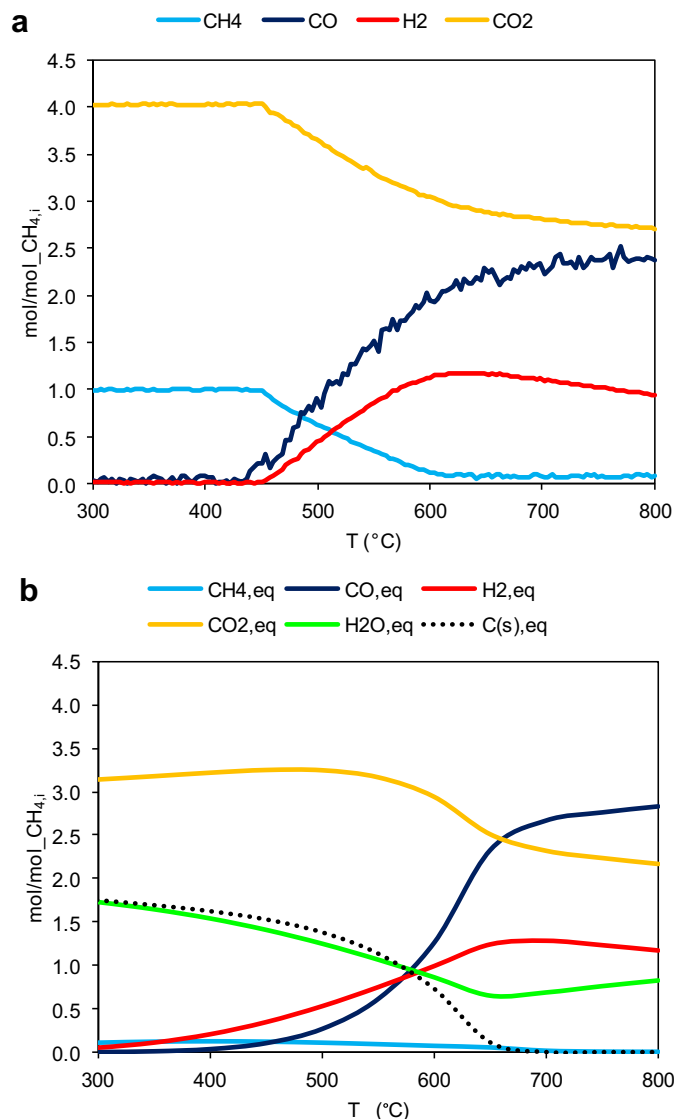 a
CH4 CO H2 CO2
4.5
4.0
3.5
3.0
2.5
2.0
1.5
1.0
0.5
0.0
mol/mol_CH4,i
300 400 500 600 700 800
T (°C)
b
CH4,eq CO,eq H2,eq
CO2,eq H2O,eq C(s),eq
4.5
4.0
3.5
3.0
2.5
2.0
1.5
1.0
0.5
0.0
mol/mol_CH4,i
300 400 500 600 700 800
T (°C)